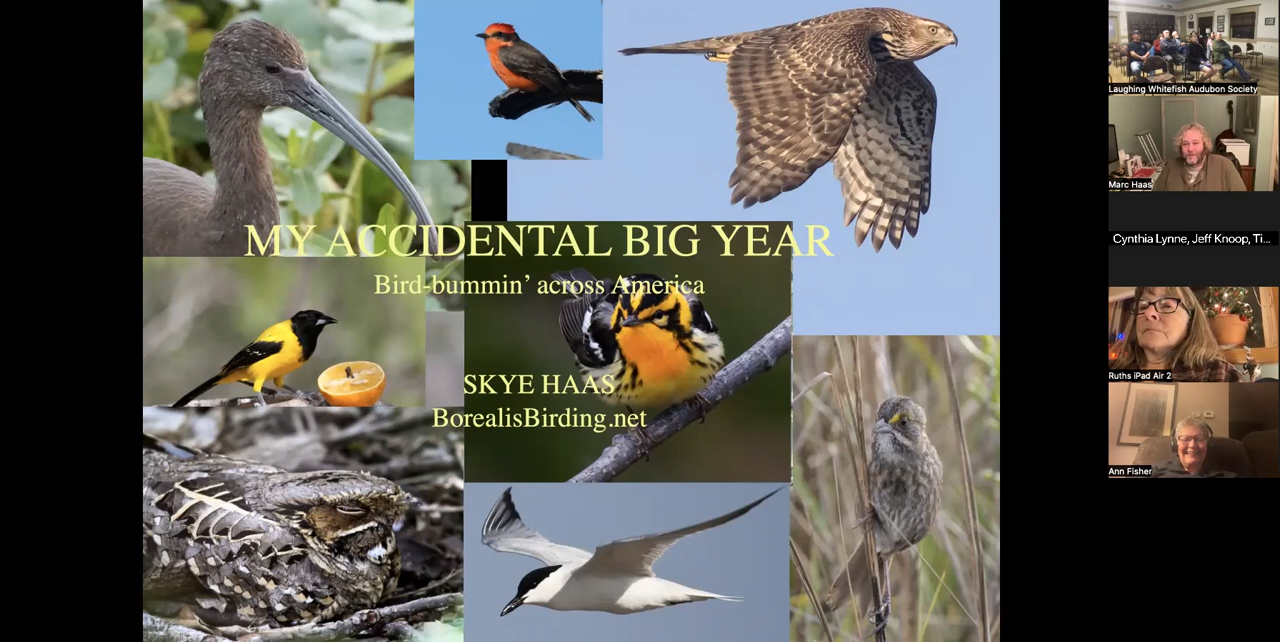 MY ACCIDENTAL BIG YEAR
Bird-bummin' across America
SKYE HAAS
BorealisBirding.net
Laughing Whitefish Audubon Society
Marc Haas
Cynthia Lynne, Jeff Knoop, Ti...
Ruths iPad Air 2
Ann Fisher